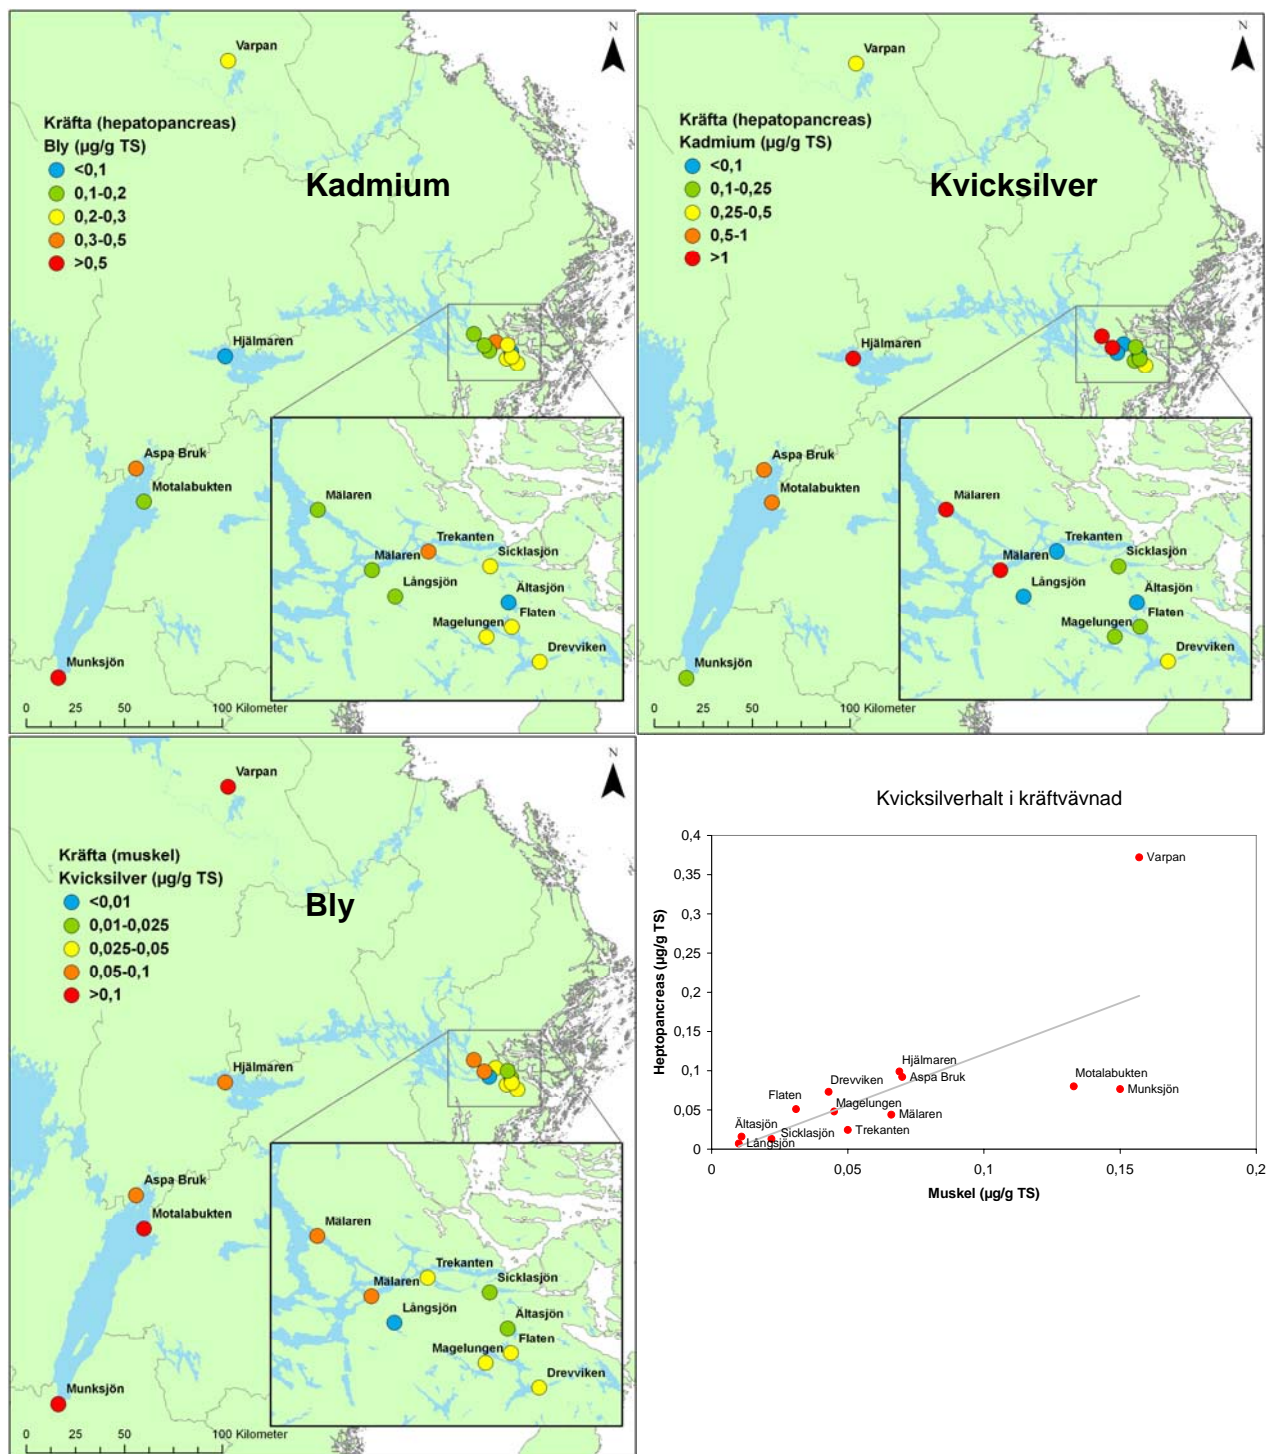 Varpan
N
Kräfta (hepatopancreas)
Bly (µg/g TS)
<0,1
0,1-0,2
0,2-0,3
0,3-0,5
>0,5
Kadmium
Hjälmaren
Aspa Bruk
Motalabukten
Munksjön
Mälaren
Trekanten
Mälaren
Sicklasjön
Långsjön
Ältasjön
Flaten
Magelungen
Drevviken
0 25 50 100 Kilometer
Varpan
N
Kräfta (hepatopancreas)
Kadmium (µg/g TS)
<0,1
0,1-0,25
0,25-0,5
0,5-1
>1
Kvicksilver
Hjälmaren
Aspa Bruk
Motalabukten
Munksjön
Mälaren
Trekanten
Mälaren
Sicklasjön
Långsjön
Ältasjön
Flaten
Magelungen
Drevviken
0 25 50 100 Kilometer
Varpan
N
Kräfta (muskel)
Kvicksilver (µg/g TS)
<0,01
0,01-0,025
0,025-0,05
0,05-0,1
>0,1
Bly
Hjälmaren
Aspa Bruk
Motalabukten
Munksjön
Mälaren
Trekanten
Mälaren
Sicklasjön
Långsjön
Ältasjön
Flaten
Magelungen
Drevviken
0 25 50 100 Kilometer
Kvicksilverhalt i kräftvävnad
Heptopancreas (µg/g TS)
0,4
0,35
0,3
0,25
0,2
0,15
0,1
0,05
0
Varpan
Hjälmaren
Aspa Bruk
Motalabukten
Munksjön
Drevviken
Flaten
Magelungen
Mälaren
Ältasjön
Sicklasjön
Trekanten
Långsjön
0 0,05 0,1 0,15 0,2
Muskel (µg/g TS)